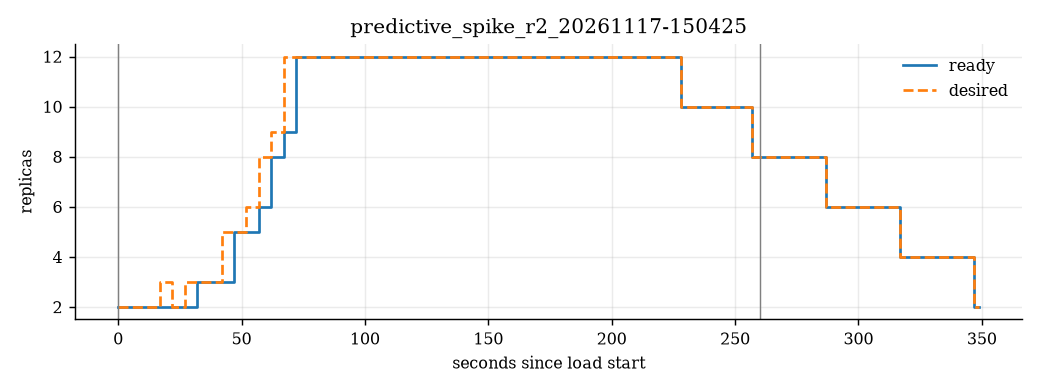 predictive_spike_r2_20261117-150425
12
10
8
6
4
2
replicas
ready
desired
0 50 100 150 200 250 300 350
seconds since load start